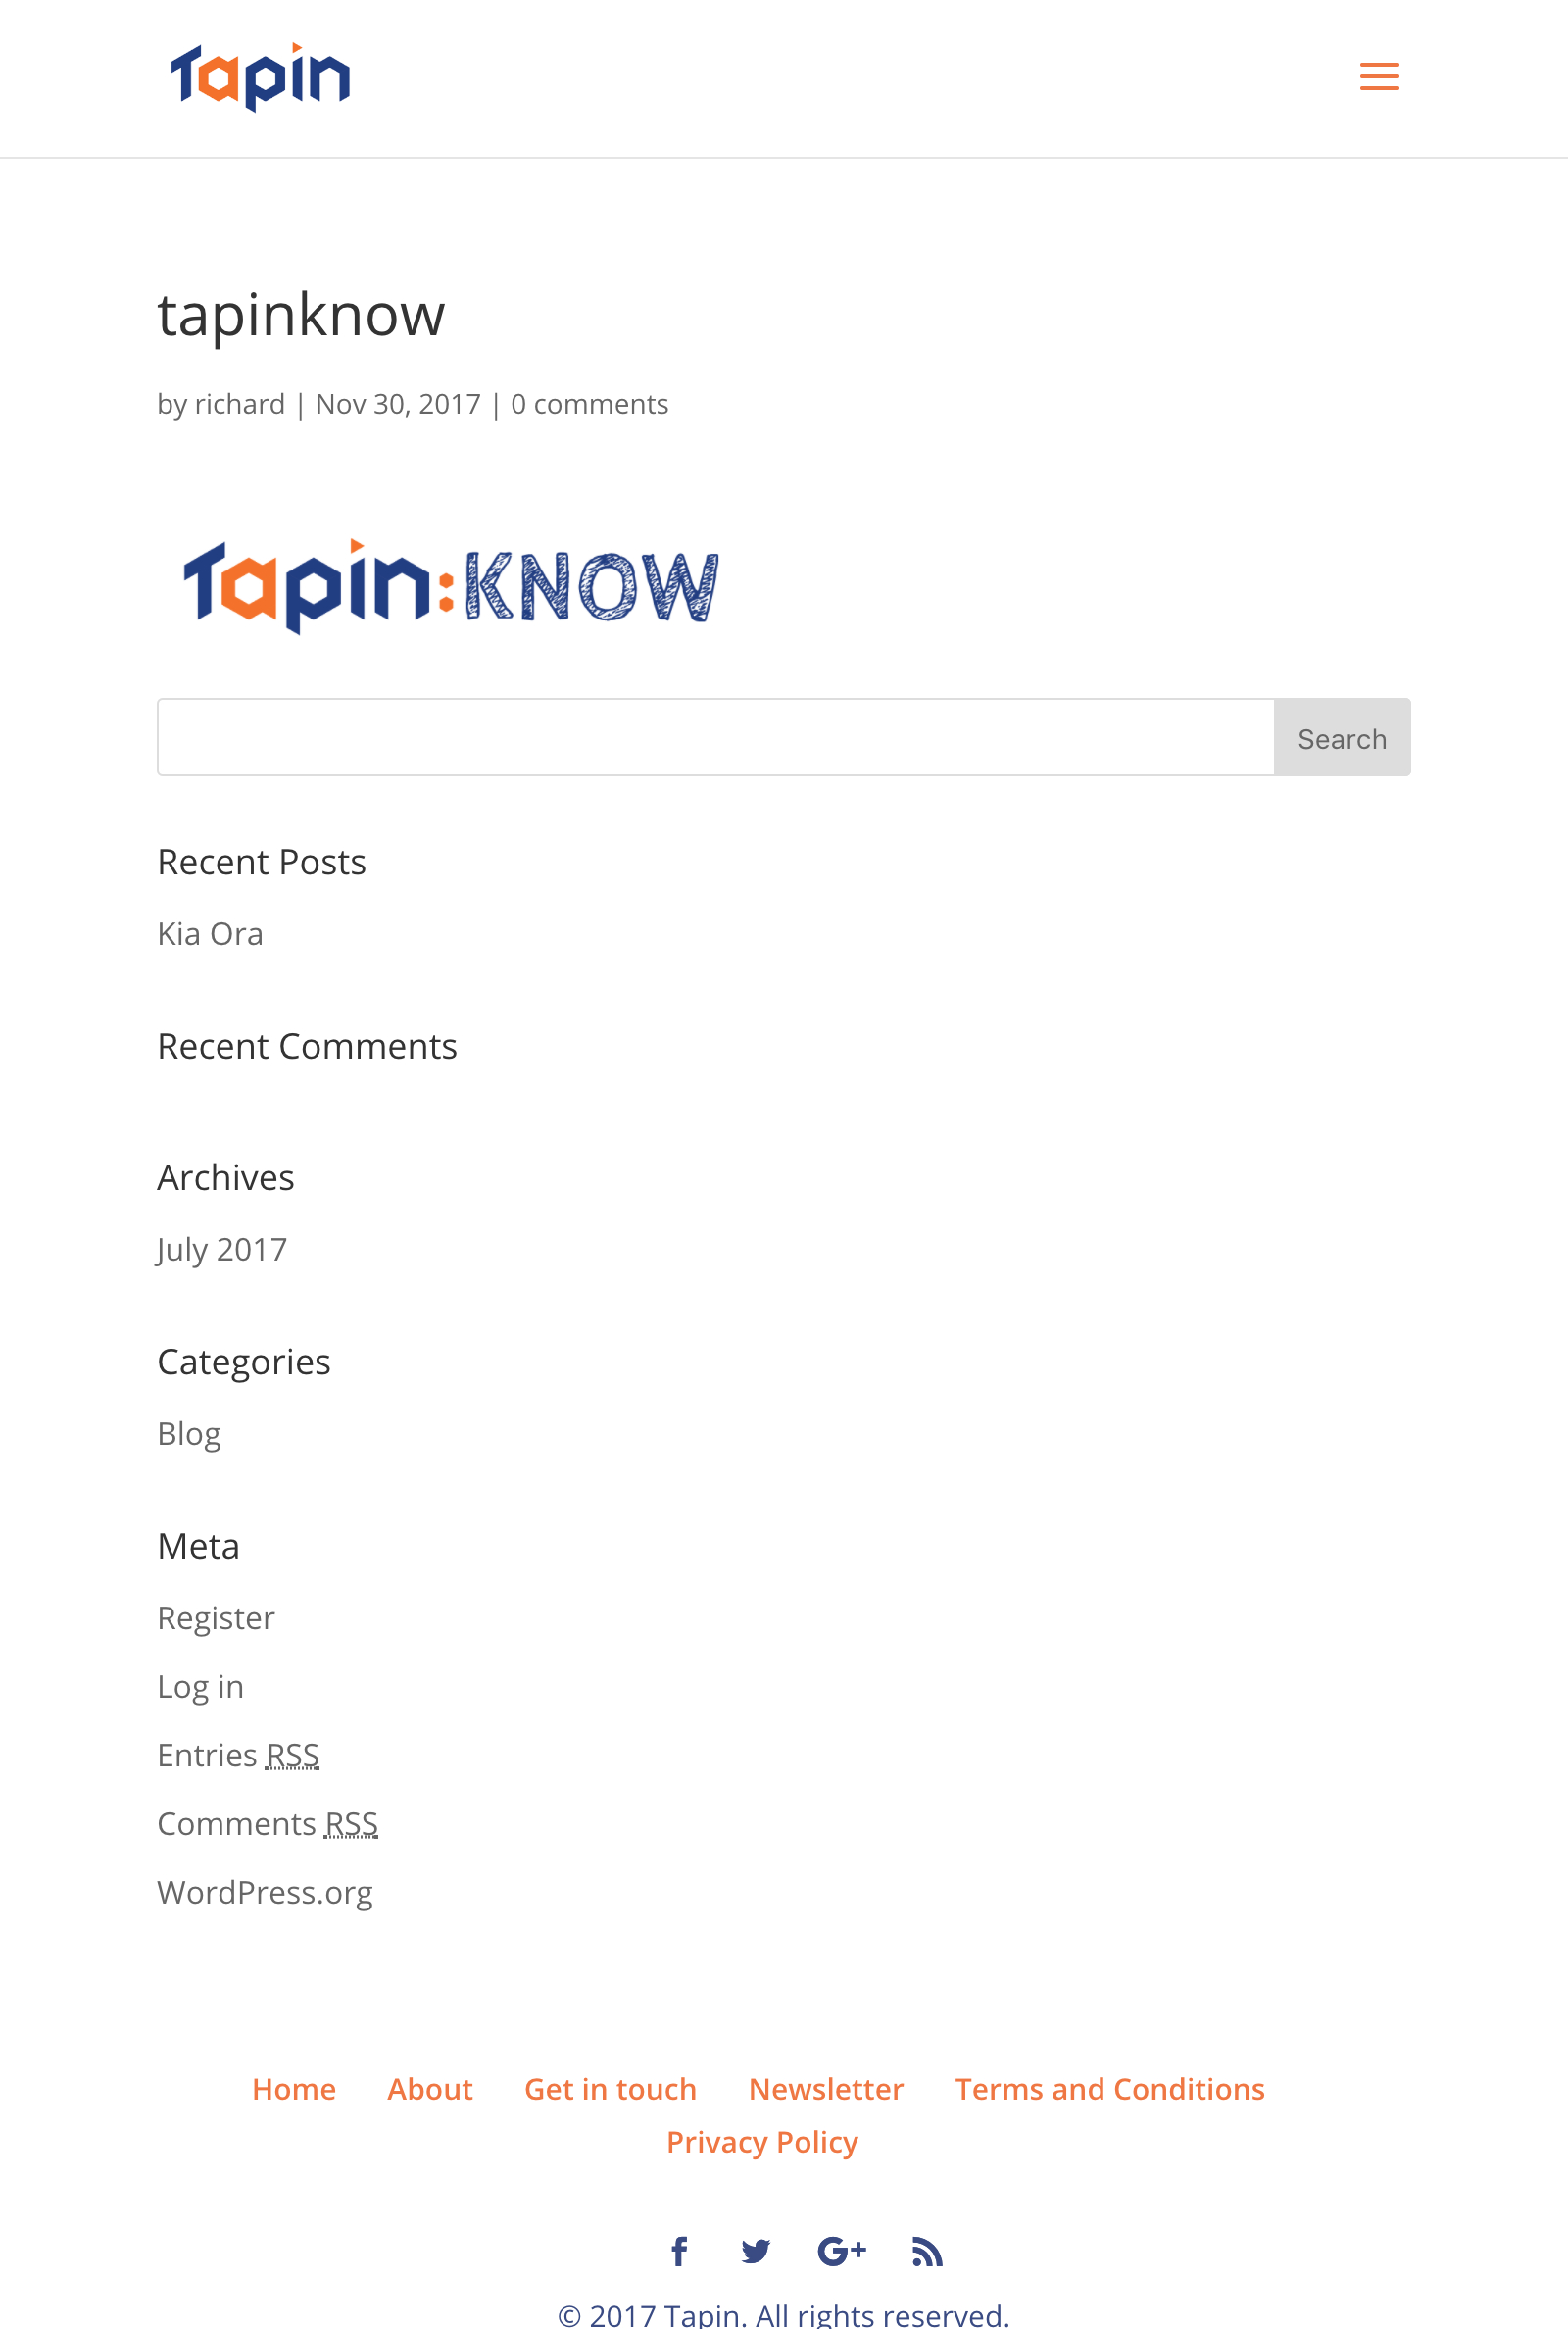 Tapin
tapinknow
by richard | Nov 30, 2017 | 0 comments
Tapin:KNOW
Search
Recent Posts
Kia Ora
Recent Comments
Archives
July 2017
Categories
Blog
Meta
Register
Log in
Entries RSS
Comments RSS
WordPress.org
Home About Get in touch Newsletter Terms and Conditions
Privacy Policy
© 2017 Tapin. All rights reserved.